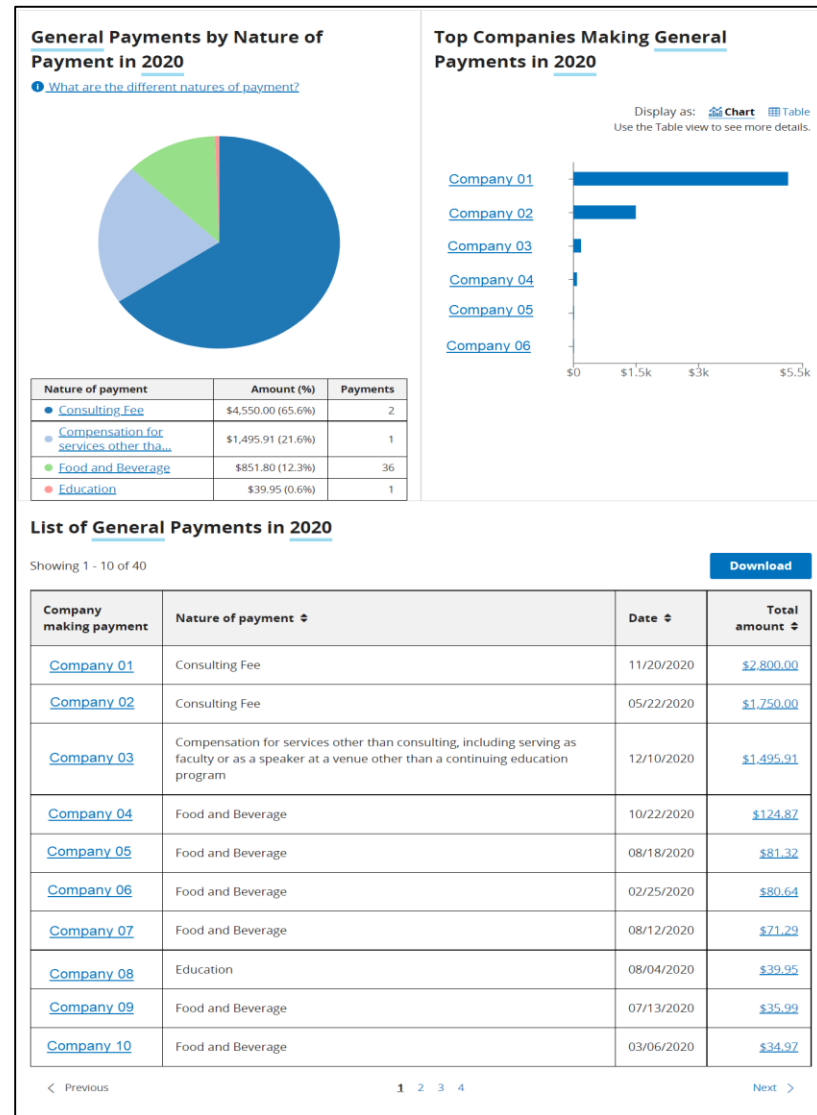 General Payments by Nature of
Payment in 2020
What are the different natures of payment?
Nature of payment Amount (%) Payments
Consulting Fee $4,550.00 (65.6%) 2
Compensation for
services other tha... $1,495.91 (21.6%) 1
Food and Beverage $851.80 (12.3%) 36
Education $39.95 (0.6%) 1
Top Companies Making General
Payments in 2020
Display as: Chart Table
Use the Table view to see more details.
Company 01
Company 02
Company 03
Company 04
Company 05
Company 06
$0 $1.5k $3k $5.5k
List of General Payments in 2020
Showing 1 - 10 of 40
Download
Company
making payment Nature of payment Date Total
amount
Company 01 Consulting Fee 11/20/2020 $2,800.00
Company 02 Consulting Fee 05/22/2020 $1,750.00
Compensation for services other than consulting, including serving as
Company 03 faculty or as a speaker at a venue other than a continuing education 12/10/2020 $1,495.91
program
Company 04 Food and Beverage 10/22/2020 $124.87
Company 05 Food and Beverage 08/18/2020 $81.32
Company 06 Food and Beverage 02/25/2020 $80.64
Company 07 Food and Beverage 08/12/2020 $71.29
Company 08 Education 08/04/2020 $39.95
Company 09 Food and Beverage 07/13/2020 $35.99
Company 10 Food and Beverage 03/06/2020 $34.97
Previous 1 2 3 4 Next